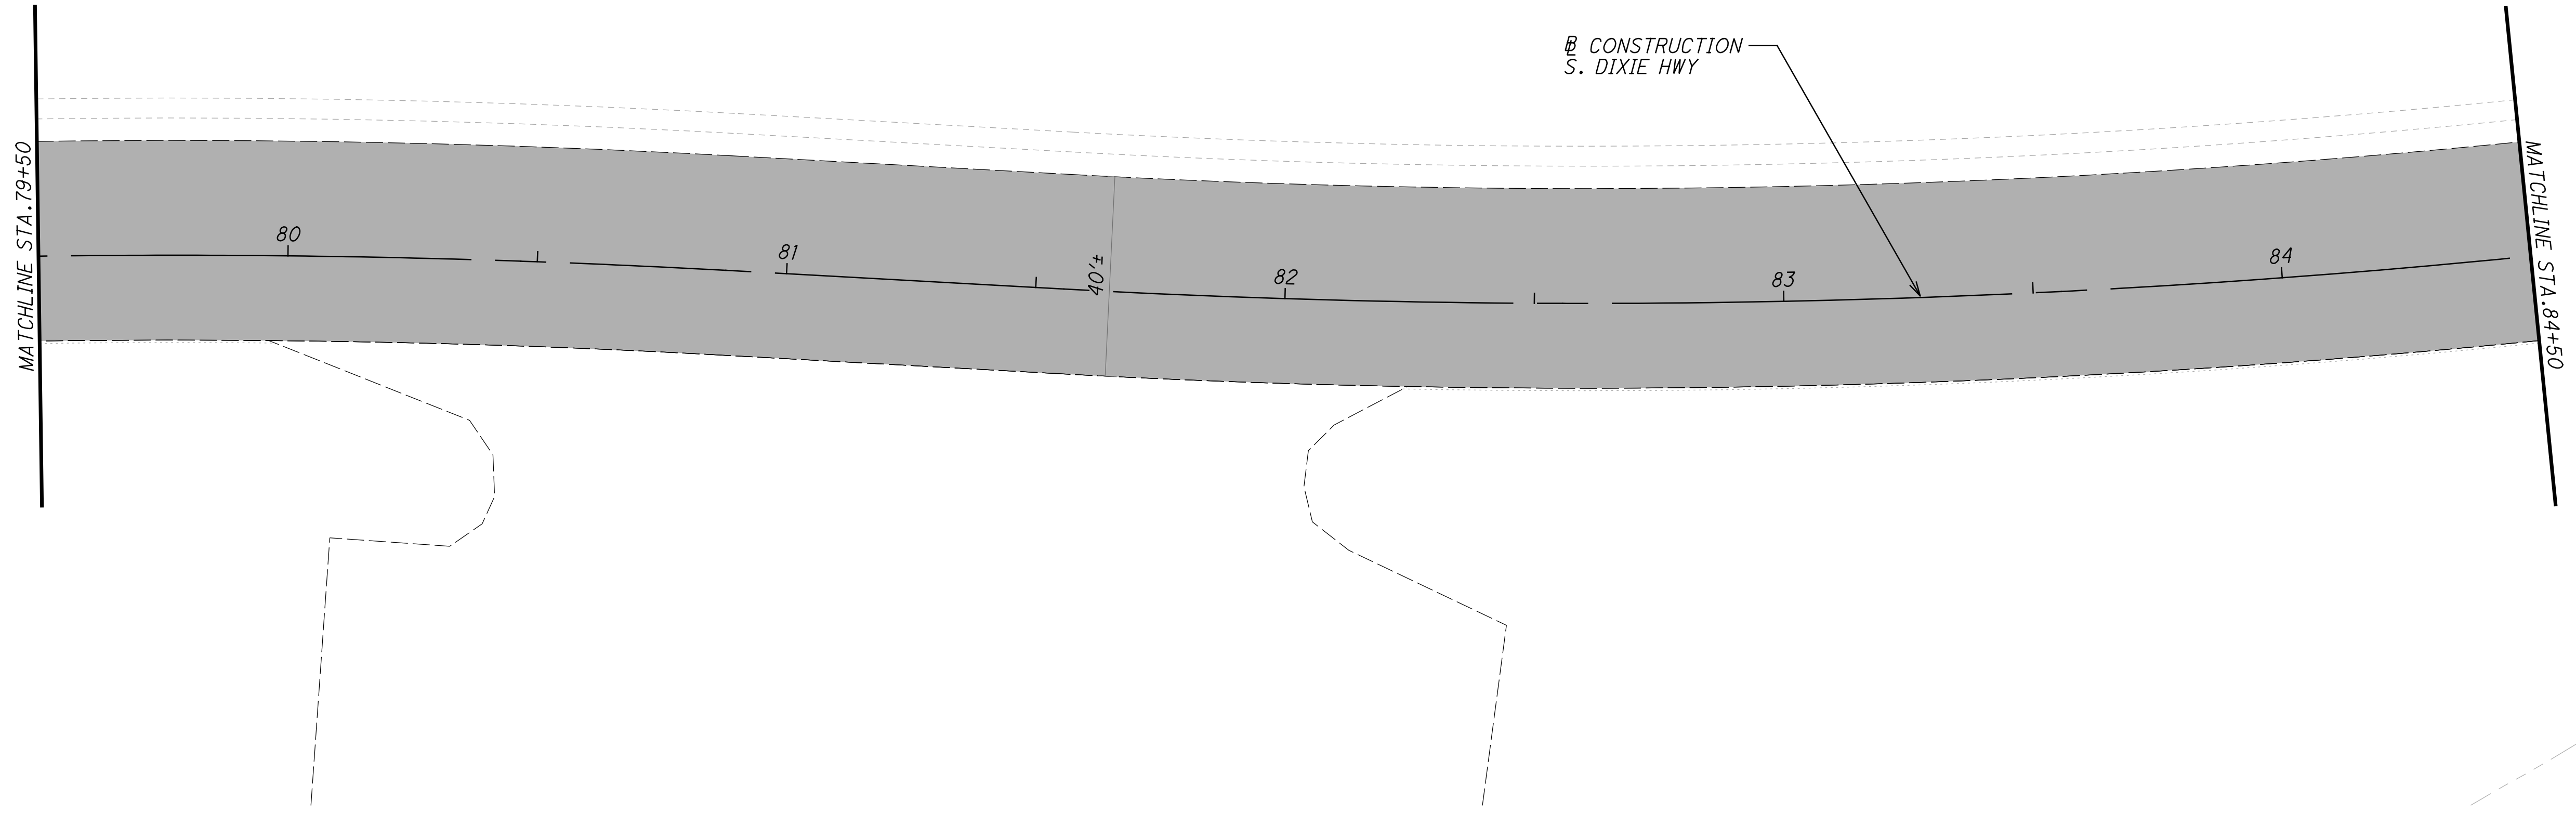 ℄ CONSTRUCTION
S. DIXIE HWY
MATCHLINE STA.79+50
80
81
40'±
82
83
84
MATCHLINE STA.84+50